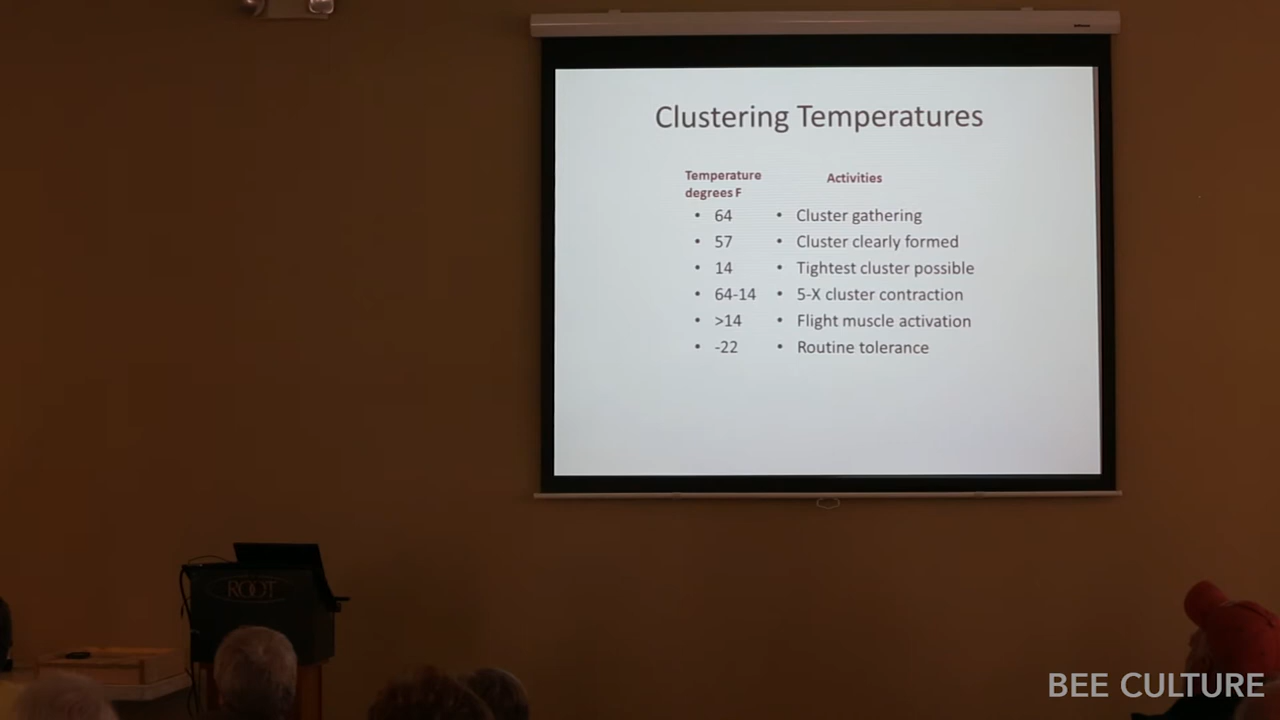 Clustering Temperatures
Temperature
degrees F
Activities
• 64 • Cluster gathering
• 57 • Cluster clearly formed
• 14 • Tightest cluster possible
• 64-14 • 5-X cluster contraction
• >14 • Flight muscle activation
• -22 • Routine tolerance
ROOT
BEE CULTURE